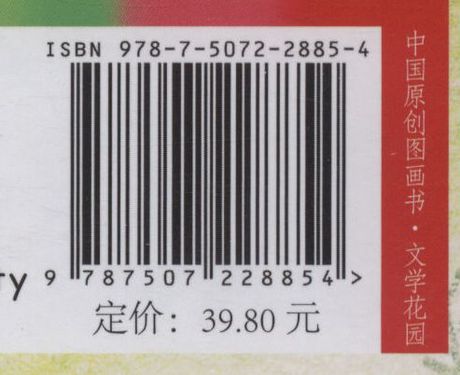 ISBN 978-7-5072-2885-4
9 787507 228854 >
定价：39.80 元
中国原创图画书·文学花园